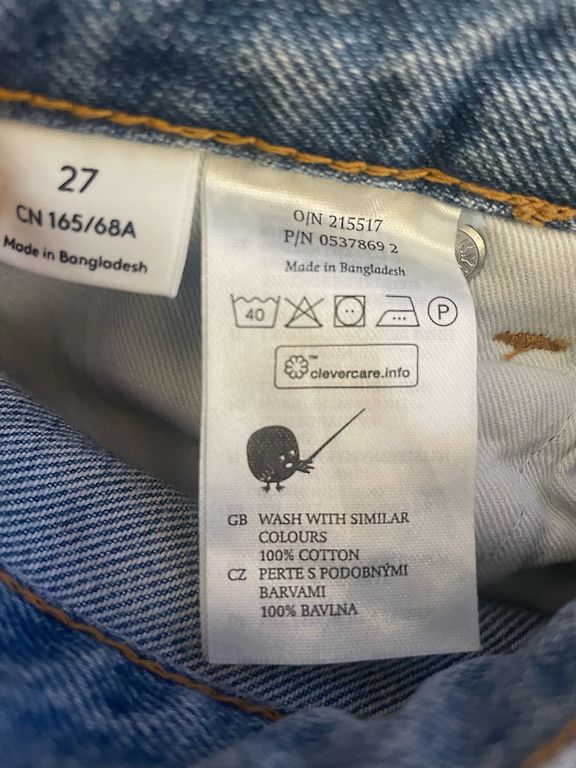 27
CN 165/68A
Made in Bangladesh
O/N 215517
P/N 0537869 2
Made in Bangladesh
40
P
™
clevercare.info
GB WASH WITH SIMILAR
COLOURS
100% COTTON
CZ PERTE S PODOBNÝMI
BARVAMI
100% BAVLNA